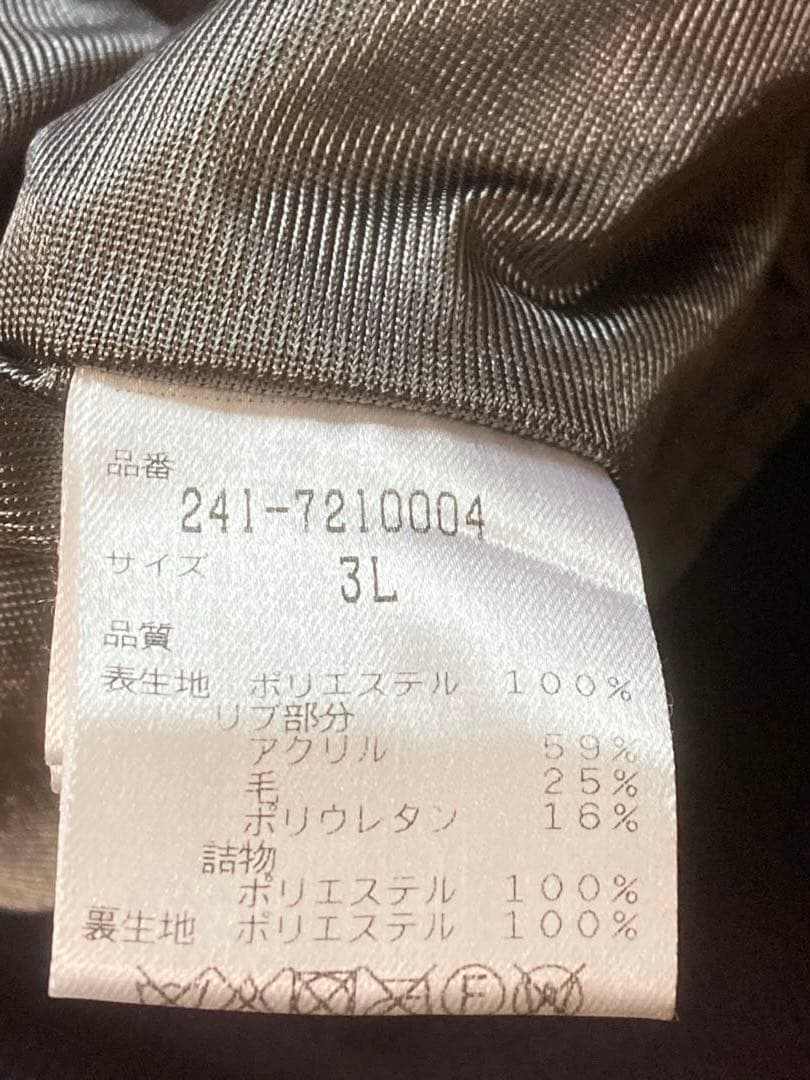 品番
241-7210004
サイズ 3L
品質
表生地 ポリエステル 100%
リブ部分
アクリル 59%
毛 25%
ポリウレタン 16%
詰物
ポリエステル 100%
裏生地 ポリエステル 100%
F W